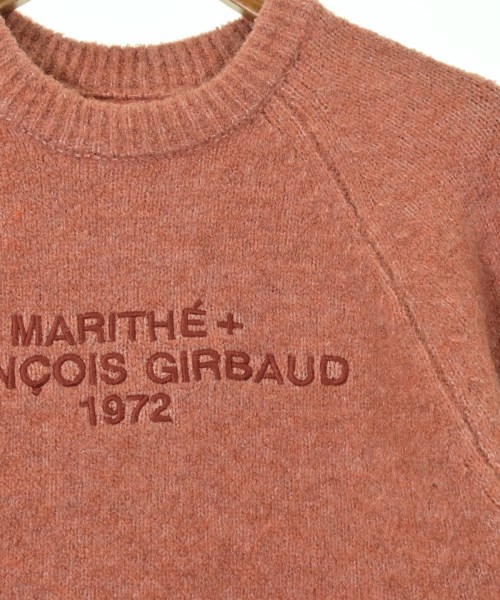 MARITHÉ +
NÇOIS GIRBAUD
1972